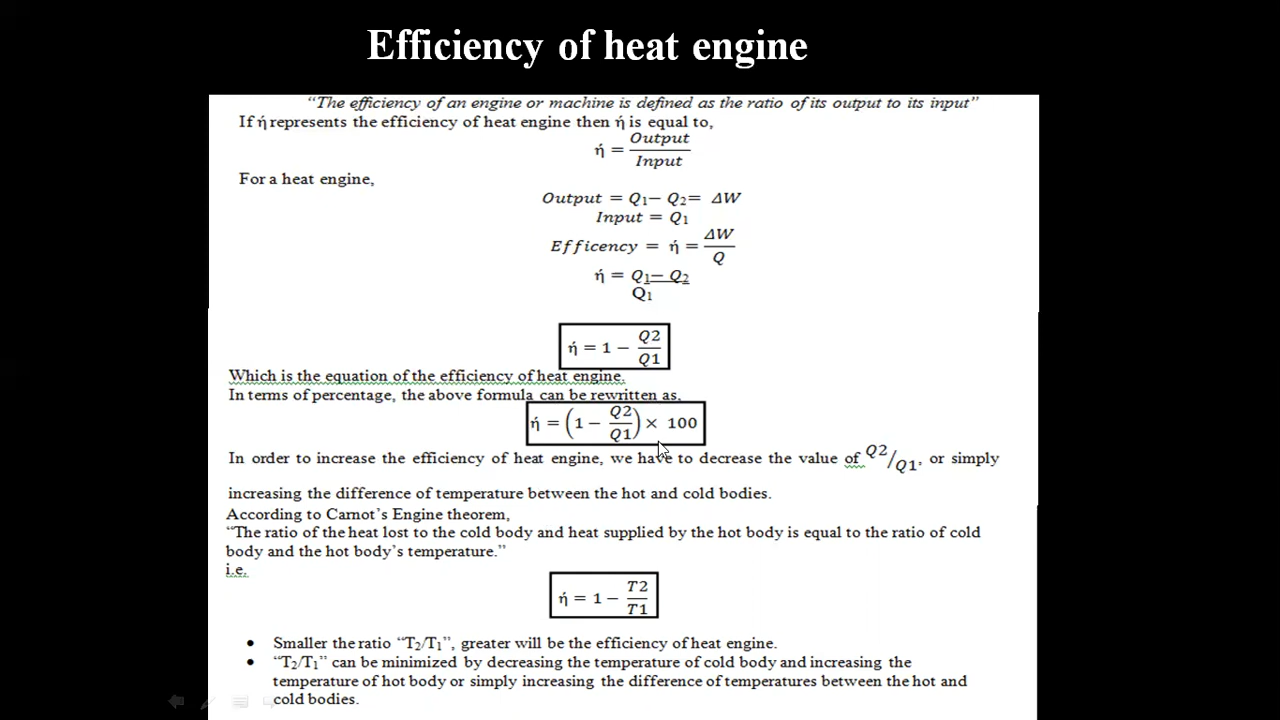 Efficiency of heat engine
“The efficiency of an engine or machine is defined as the ratio of its output to its input”
If ή represents the efficiency of heat engine then ή is equal to,
ή = Output / Input
For a heat engine,
Output = Q₁− Q₂= ΔW
Input = Q₁
Efficency = ή = ΔW / Q
ή = Q₁− Q₂
Q₁
ή = 1 − Q2 / Q1
Which is the equation of the efficiency of heat engine.
In terms of percentage, the above formula can be rewritten as,
ή = (1 − Q2 / Q1) × 100
In order to increase the efficiency of heat engine, we have to decrease the value of Q2/Q1, or simply
increasing the difference of temperature between the hot and cold bodies.
According to Carnot’s Engine theorem,
“The ratio of the heat lost to the cold body and heat supplied by the hot body is equal to the ratio of cold
body and the hot body’s temperature.”
i.e.
ή = 1 − T2 / T1
• Smaller the ratio “T₂/T₁”, greater will be the efficiency of heat engine.
• “T₂/T₁” can be minimized by decreasing the temperature of cold body and increasing the
temperature of hot body or simply increasing the difference of temperatures between the hot and
cold bodies.